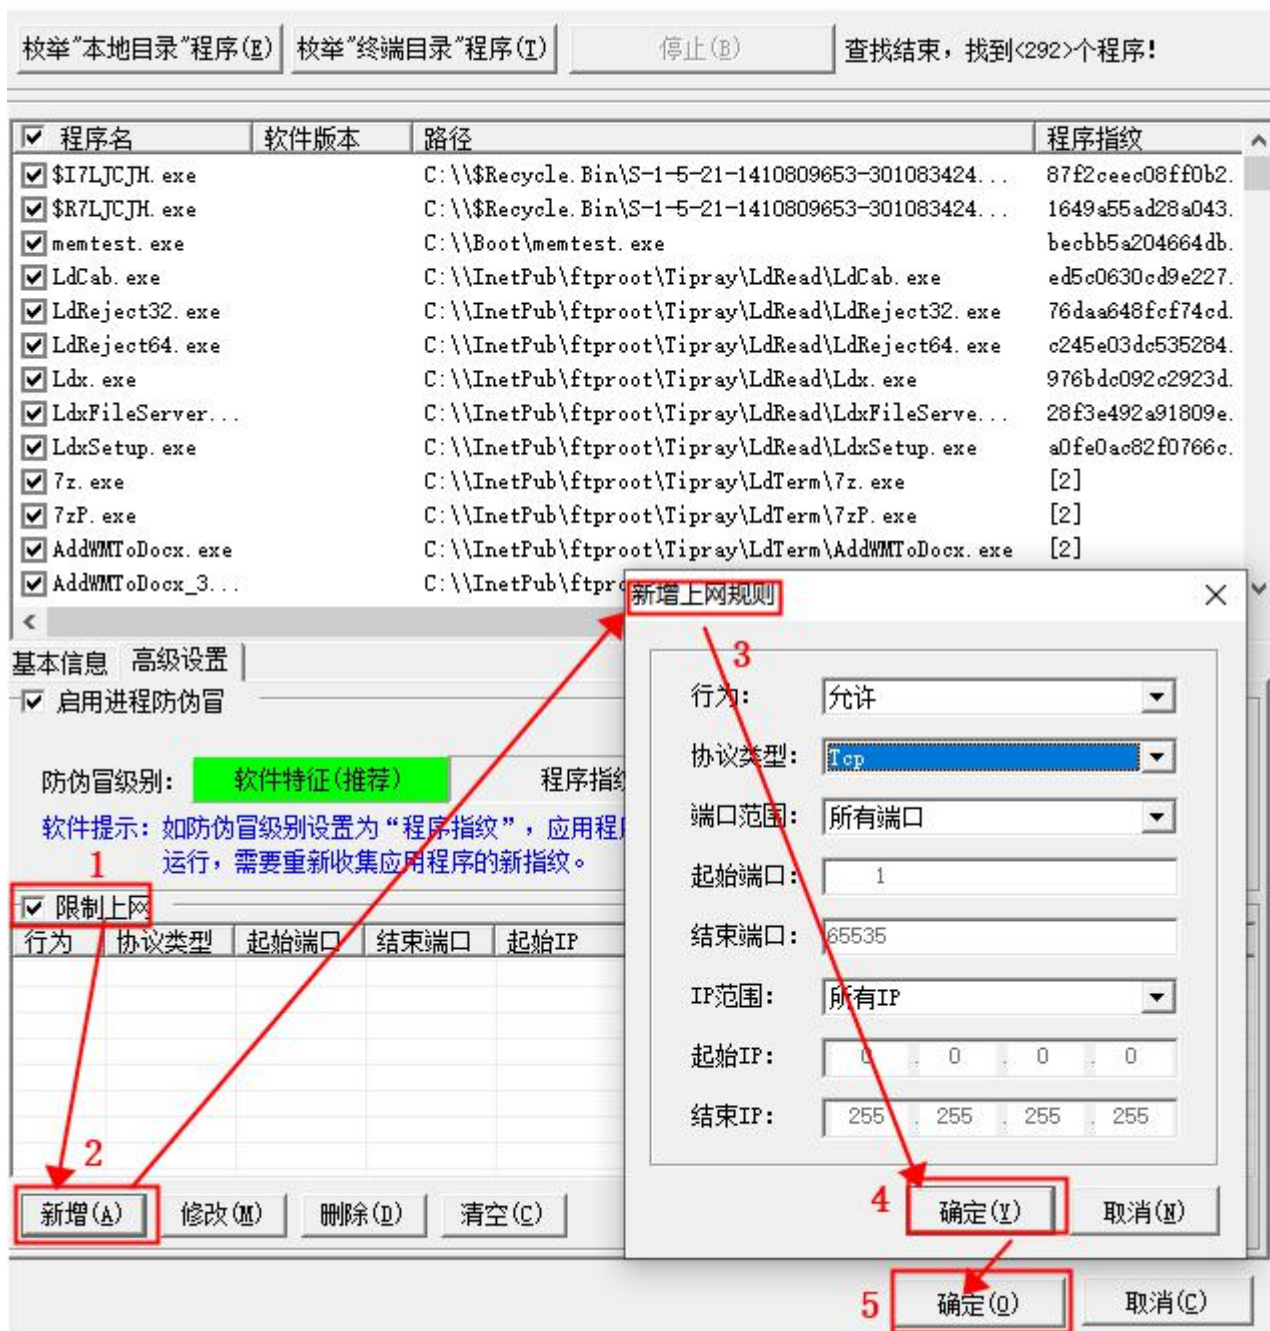 枚举"本地目录"程序(E) 枚举"终端目录"程序(T) 停止(B) 查找结束，找到<292>个程序!
程序名 软件版本 路径 程序指纹
$I7LJCJH.exe C:\\$Recycle.Bin\S-1-5-21-1410809653-301083424... 87f2ceec08ff0b2.
$R7LJCJH.exe C:\\$Recycle.Bin\S-1-5-21-1410809653-301083424... 1649a55ad28a043.
memtest.exe C:\\Boot\memtest.exe becbb5a204664db.
LdCab.exe C:\\InetPub\ftproot\Tipray\LdRead\LdCab.exe ed5c0630cd9e227.
LdReject32.exe C:\\InetPub\ftproot\Tipray\LdRead\LdReject32.exe 76daa648fcf74cd.
LdReject64.exe C:\\InetPub\ftproot\Tipray\LdRead\LdReject64.exe c245e03dc535284.
Ldx.exe C:\\InetPub\ftproot\Tipray\LdRead\Ldx.exe 976bdc092c2923d.
LdxFileServer... C:\\InetPub\ftproot\Tipray\LdRead\LdxFileServe... 28f3e492a91809e.
LdxSetup.exe C:\\InetPub\ftproot\Tipray\LdRead\LdxSetup.exe a0fe0ac82f0766c.
7z.exe C:\\InetPub\ftproot\Tipray\LdTerm\7z.exe [2]
7zP.exe C:\\InetPub\ftproot\Tipray\LdTerm\7zP.exe [2]
AddWMToDocx.exe C:\\InetPub\ftproot\Tipray\LdTerm\AddWMToDocx.exe [2]
AddWMToDocx_3... C:\\InetPub\ftpro
基本信息 高级设置
启用进程防伪冒
防伪冒级别： 软件特征(推荐) 程序指纹
软件提示：如防伪冒级别设置为“程序指纹”，应用程
运行，需要重新收集应用程序的新指纹。
1
限制上网
行为 协议类型 起始端口 结束端口 起始IP
2
新增(A) 修改(M) 删除(D) 清空(C)
新增上网规则
3
行为： 允许
协议类型： Tcp
端口范围： 所有端口
起始端口： 1
结束端口： 65535
IP范围： 所有IP
起始IP： 0 . 0 . 0 . 0
结束IP： 255 . 255 . 255 . 255
4 确定(Y) 取消(N)
5 确定(O) 取消(C)